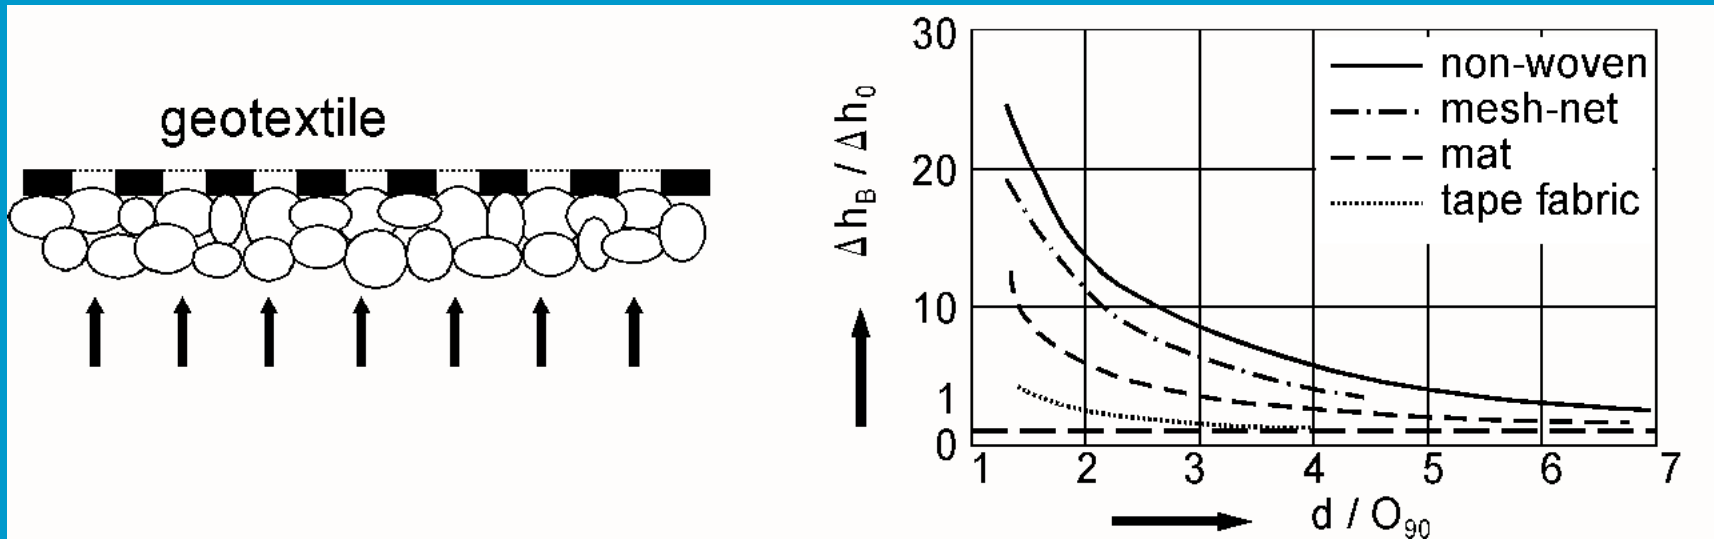 geotextile
Δh_B / Δh_0
30
20
10
1
0
non-woven
mesh-net
mat
tape fabric
1 2 3 4 5 6 7
d / O_90